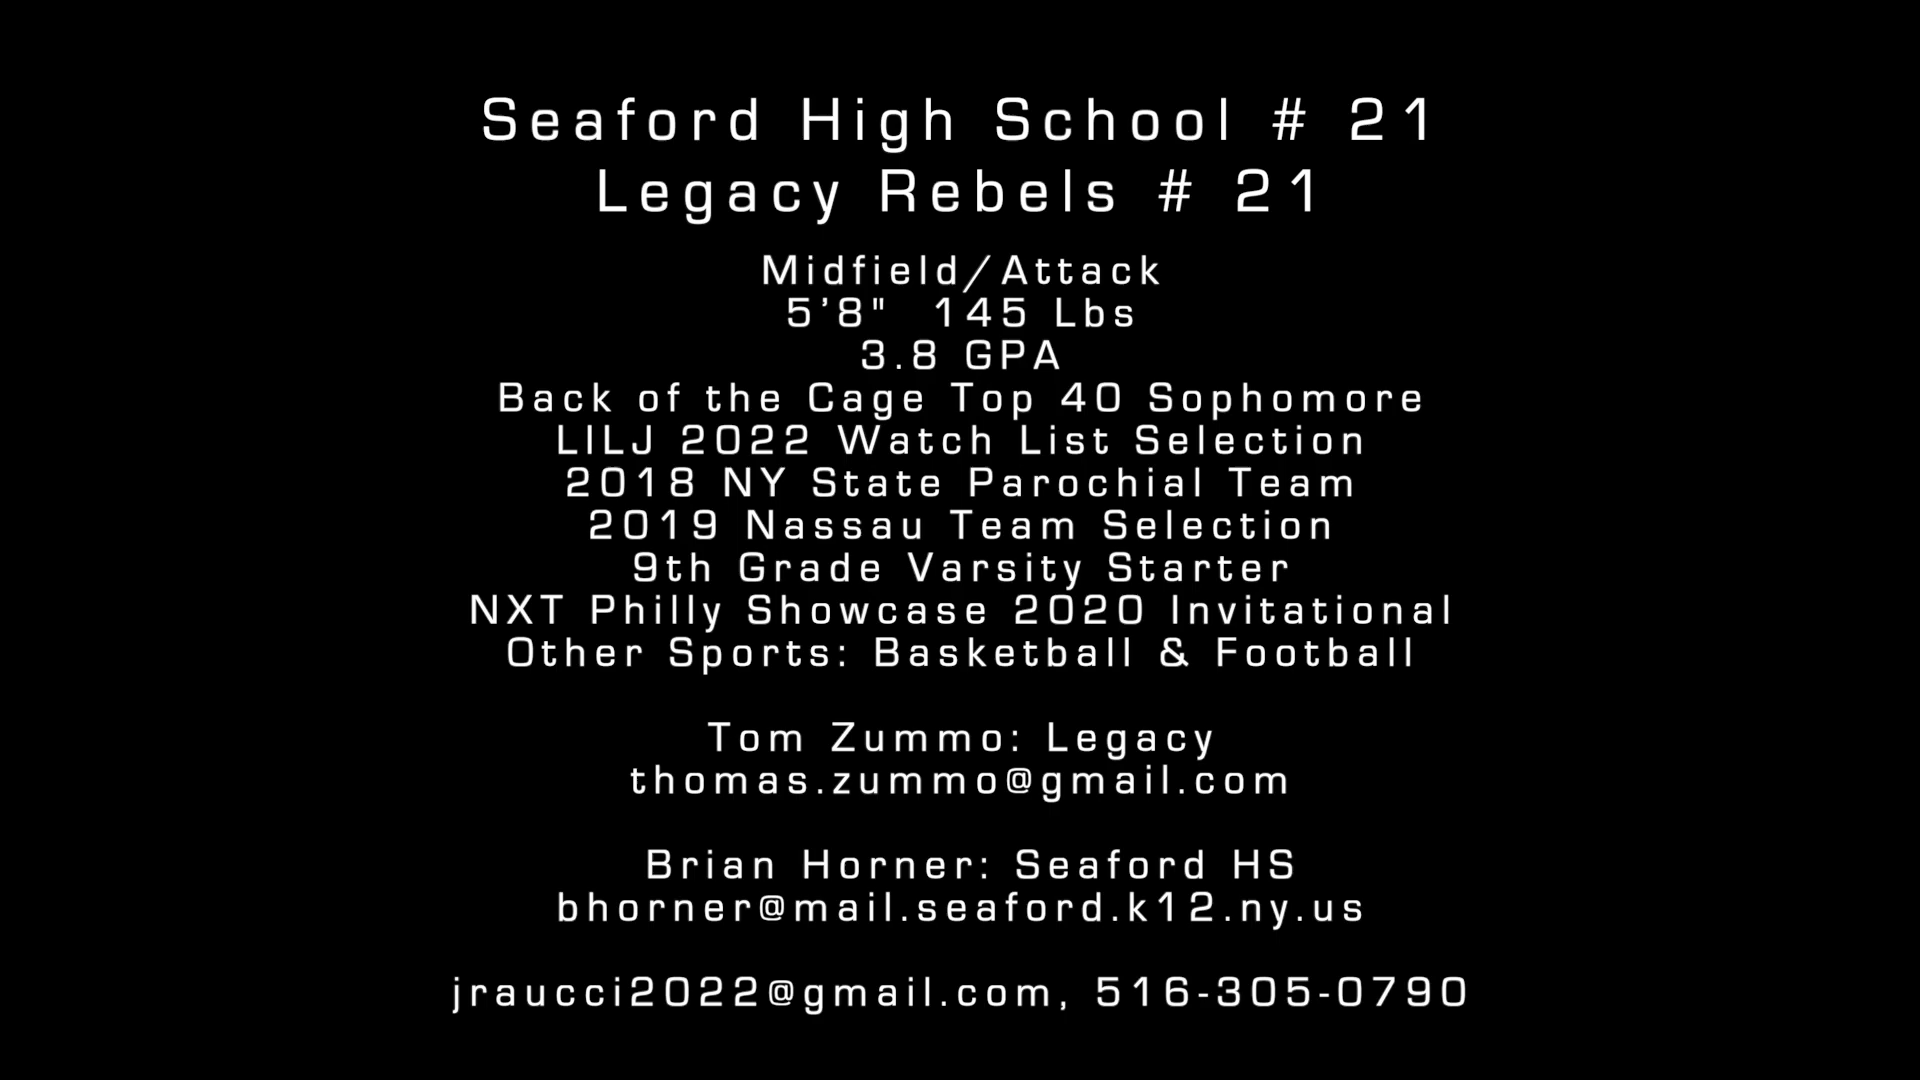 Seaford High School # 21
Legacy Rebels # 21
Midfield/Attack
5'8" 145 Lbs
3.8 GPA
Back of the Cage Top 40 Sophomore
LILJ 2022 Watch List Selection
2018 NY State Parochial Team
2019 Nassau Team Selection
9th Grade Varsity Starter
NXT Philly Showcase 2020 Invitational
Other Sports: Basketball & Football
Tom Zummo: Legacy
thomas.zummo@gmail.com
Brian Horner: Seaford HS
bhorner@mail.seaford.k12.ny.us
jraucci2022@gmail.com, 516-305-0790